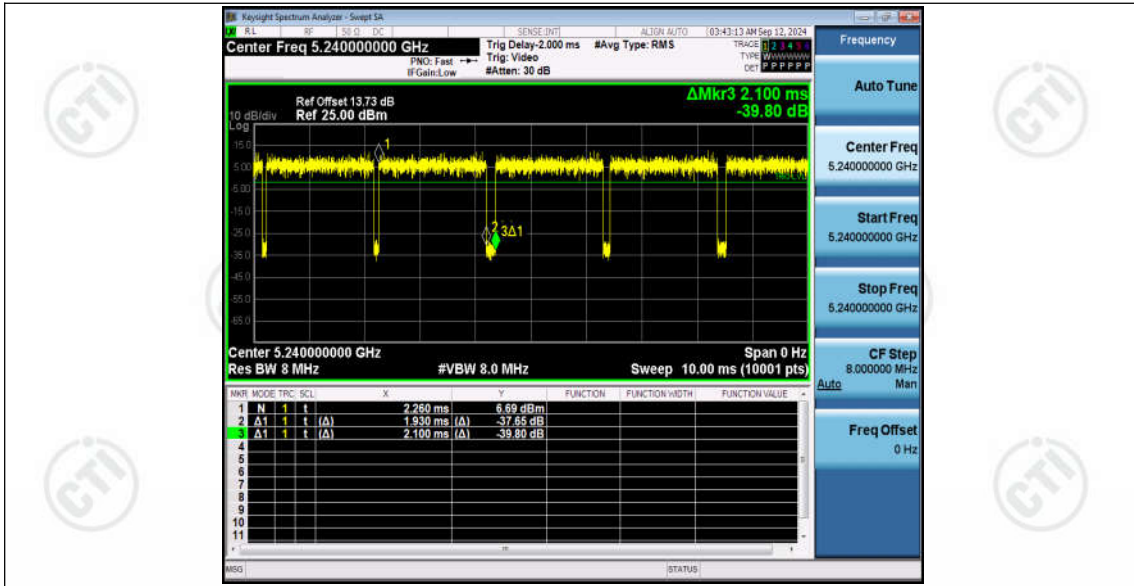 Keysight Spectrum Analyzer - Swept SA
RL RF 50 Ω DC SENSE:INT ALIGN AUTO 03:43:13 AM Sep 12, 2024
Center Freq 5.240000000 GHz
PNO: Fast
IFGain:Low
Trig Delay-2.000 ms
Trig: Video
#Atten: 30 dB
#Avg Type: RMS
TRACE 1 2 3 4 5 6
TYPE WWWWWW
DET P P P P P P
ΔMkr3 2.100 ms
-39.80 dB
Ref Offset 13.73 dB
10 dB/div Ref 25.00 dBm
Log
15.0
5.00
-5.00
-15.0
-25.0
-35.0
-45.0
-55.0
-65.0
1
2 3Δ1
Center 5.240000000 GHz Span 0 Hz
Res BW 8 MHz #VBW 8.0 MHz Sweep 10.00 ms (10001 pts)
MKR MODE TRC SCL X Y FUNCTION FUNCTION WIDTH FUNCTION VALUE
1 N 1 t 2.260 ms 6.69 dBm
2 Δ1 1 t (Δ) 1.930 ms (Δ) -37.65 dB
3 Δ1 1 t (Δ) 2.100 ms (Δ) -39.80 dB
4
5
6
7
8
9
10
11
MSG STATUS
Frequency
Auto Tune
Center Freq
5.240000000 GHz
Start Freq
5.240000000 GHz
Stop Freq
5.240000000 GHz
CF Step
8.000000 MHz
Auto Man
Freq Offset
0 Hz
CTI
CTI
CTI
CTI